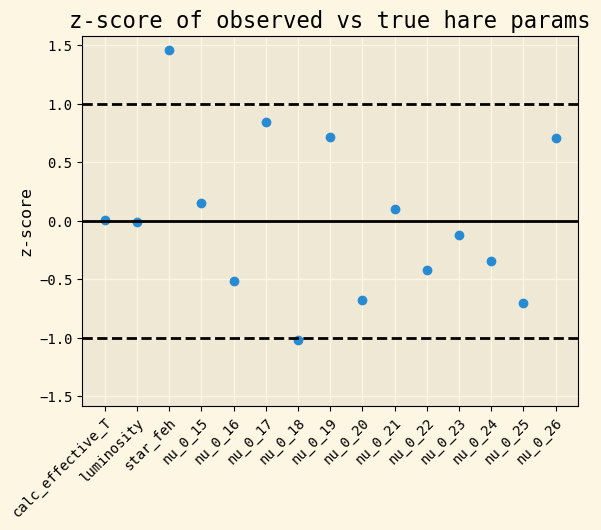 z-score of observed vs true hare params
z-score
1.5
1.0
0.5
0.0
−0.5
−1.0
−1.5
calc_effective_T
luminosity
star_feh
nu_0_15
nu_0_16
nu_0_17
nu_0_18
nu_0_19
nu_0_20
nu_0_21
nu_0_22
nu_0_23
nu_0_24
nu_0_25
nu_0_26